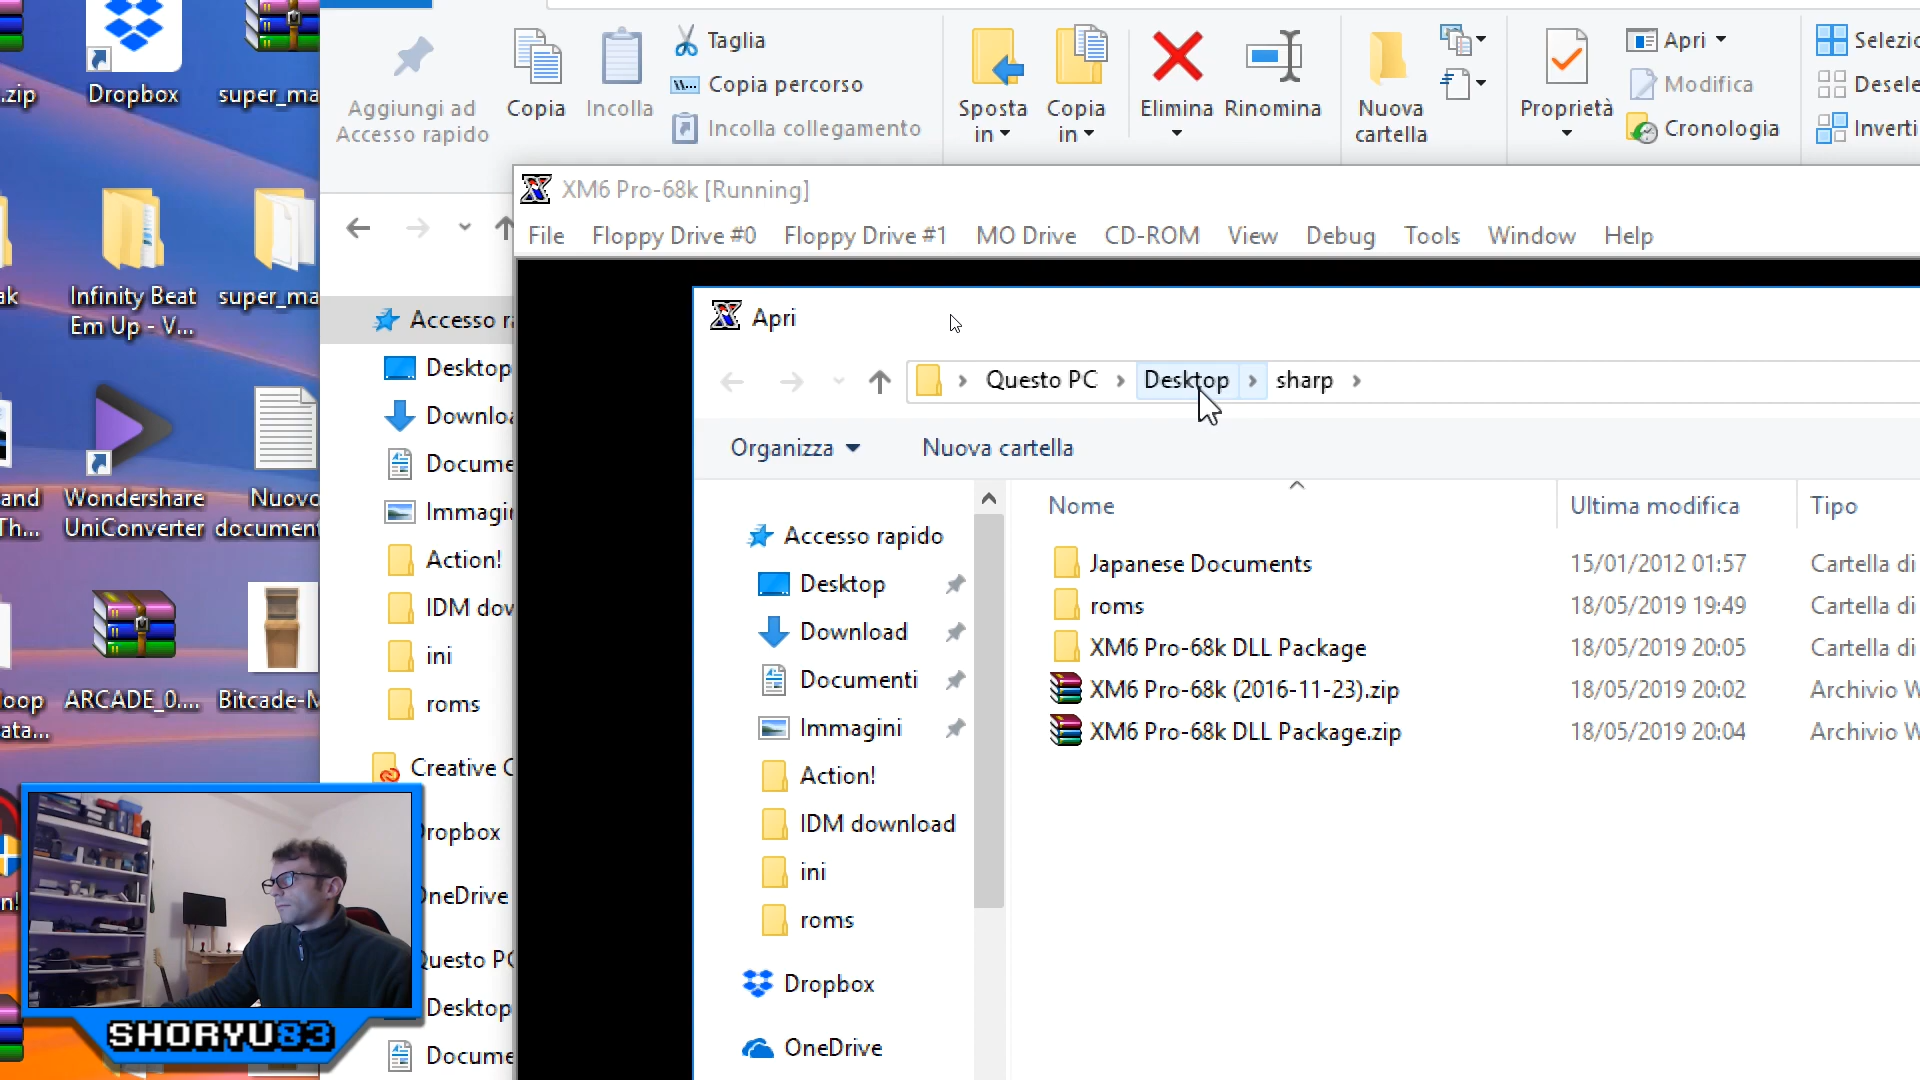 .zip
Dropbox
super_ma
ak
Infinity Beat
Em Up - V...
super_ma
and
Th...
Wondershare
UniConverter
Nuovo
document
loop
ata...
ARCADE_0....
Bitcade-M
n!
SHORYU83
Aggiungi ad
Accesso rapido
Copia
Incolla
Taglia
Copia percorso
Incolla collegamento
Sposta
in
Copia
in
Elimina
Rinomina
Nuova
cartella
Proprietà
Apri
Modifica
Cronologia
Selezio
Desele
Inverti
Accesso r
Desktop
Downloa
Docume
Immagi
Action!
IDM dov
ini
roms
Creative C
Dropbox
OneDrive
Questo PC
Desktop
Docume
XM6 Pro-68k [Running]
File Floppy Drive #0 Floppy Drive #1 MO Drive CD-ROM View Debug Tools Window Help
Apri
Questo PC Desktop sharp
Organizza Nuova cartella
Accesso rapido
Desktop
Download
Documenti
Immagini
Action!
IDM download
ini
roms
Dropbox
OneDrive
Nome Ultima modifica Tipo
Japanese Documents 15/01/2012 01:57 Cartella di
roms 18/05/2019 19:49 Cartella di
XM6 Pro-68k DLL Package 18/05/2019 20:05 Cartella di
XM6 Pro-68k (2016-11-23).zip 18/05/2019 20:02 Archivio W
XM6 Pro-68k DLL Package.zip 18/05/2019 20:04 Archivio W